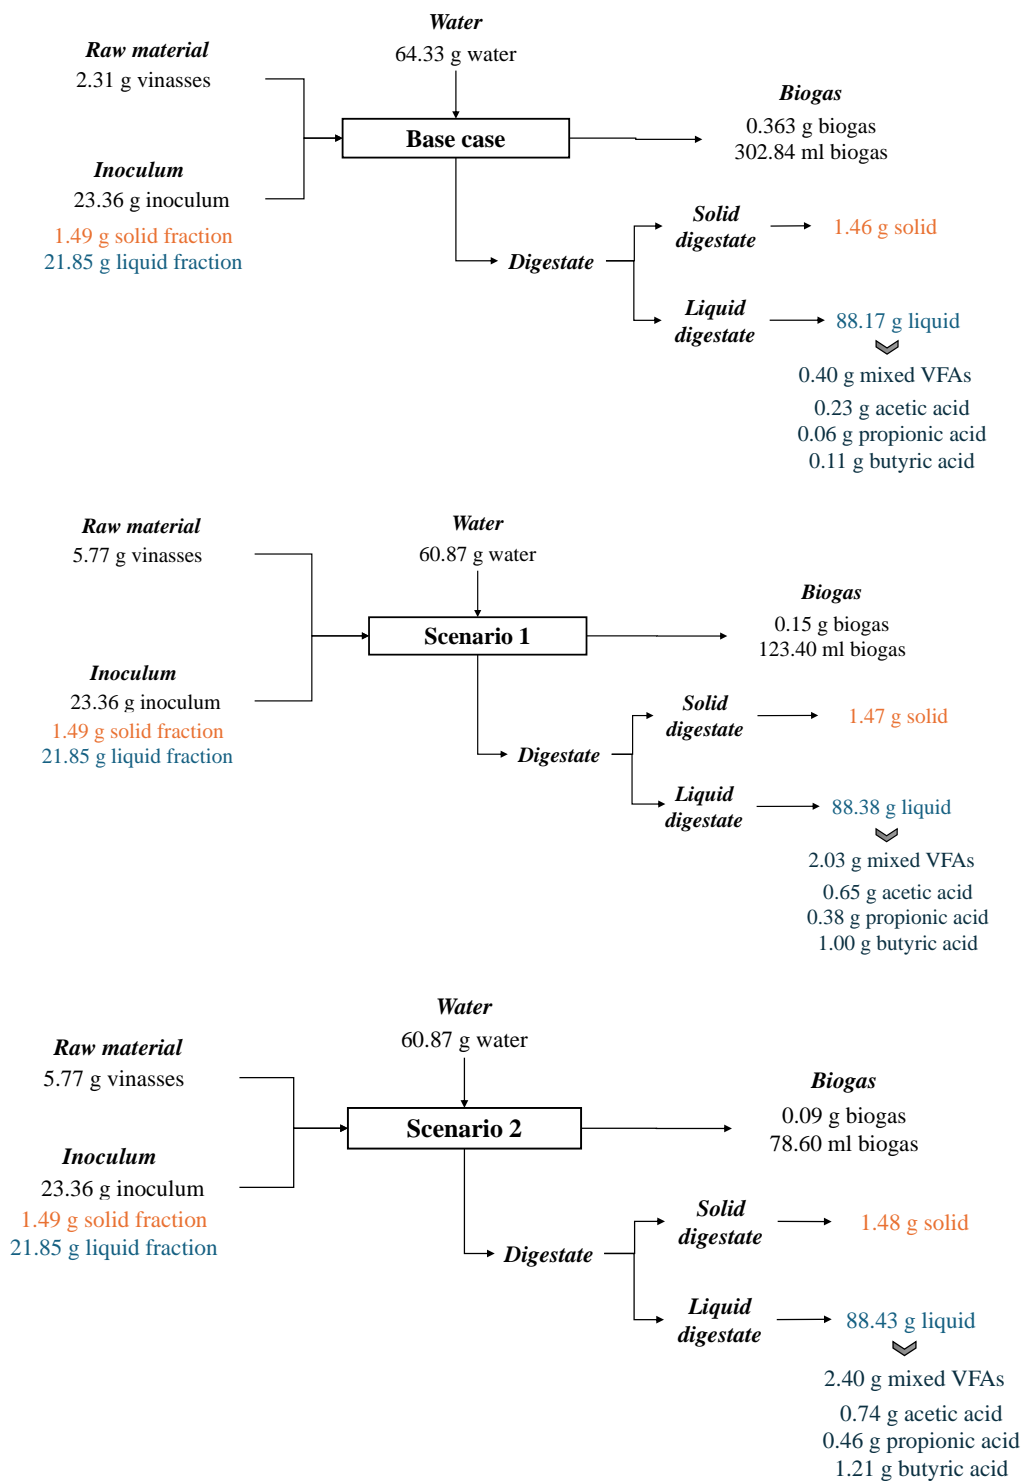 Water
64.33 g water
Raw material
2.31 g vinasses
Base case
Biogas
0.363 g biogas
302.84 ml biogas
Inoculum
23.36 g inoculum
1.49 g solid fraction
21.85 g liquid fraction
Digestate
Solid
digestate
1.46 g solid
Liquid
digestate
88.17 g liquid
0.40 g mixed VFAs
0.23 g acetic acid
0.06 g propionic acid
0.11 g butyric acid
Water
60.87 g water
Raw material
5.77 g vinasses
Scenario 1
Biogas
0.15 g biogas
123.40 ml biogas
Inoculum
23.36 g inoculum
1.49 g solid fraction
21.85 g liquid fraction
Digestate
Solid
digestate
1.47 g solid
Liquid
digestate
88.38 g liquid
2.03 g mixed VFAs
0.65 g acetic acid
0.38 g propionic acid
1.00 g butyric acid
Water
60.87 g water
Raw material
5.77 g vinasses
Scenario 2
Biogas
0.09 g biogas
78.60 ml biogas
Inoculum
23.36 g inoculum
1.49 g solid fraction
21.85 g liquid fraction
Digestate
Solid
digestate
1.48 g solid
Liquid
digestate
88.43 g liquid
2.40 g mixed VFAs
0.74 g acetic acid
0.46 g propionic acid
1.21 g butyric acid